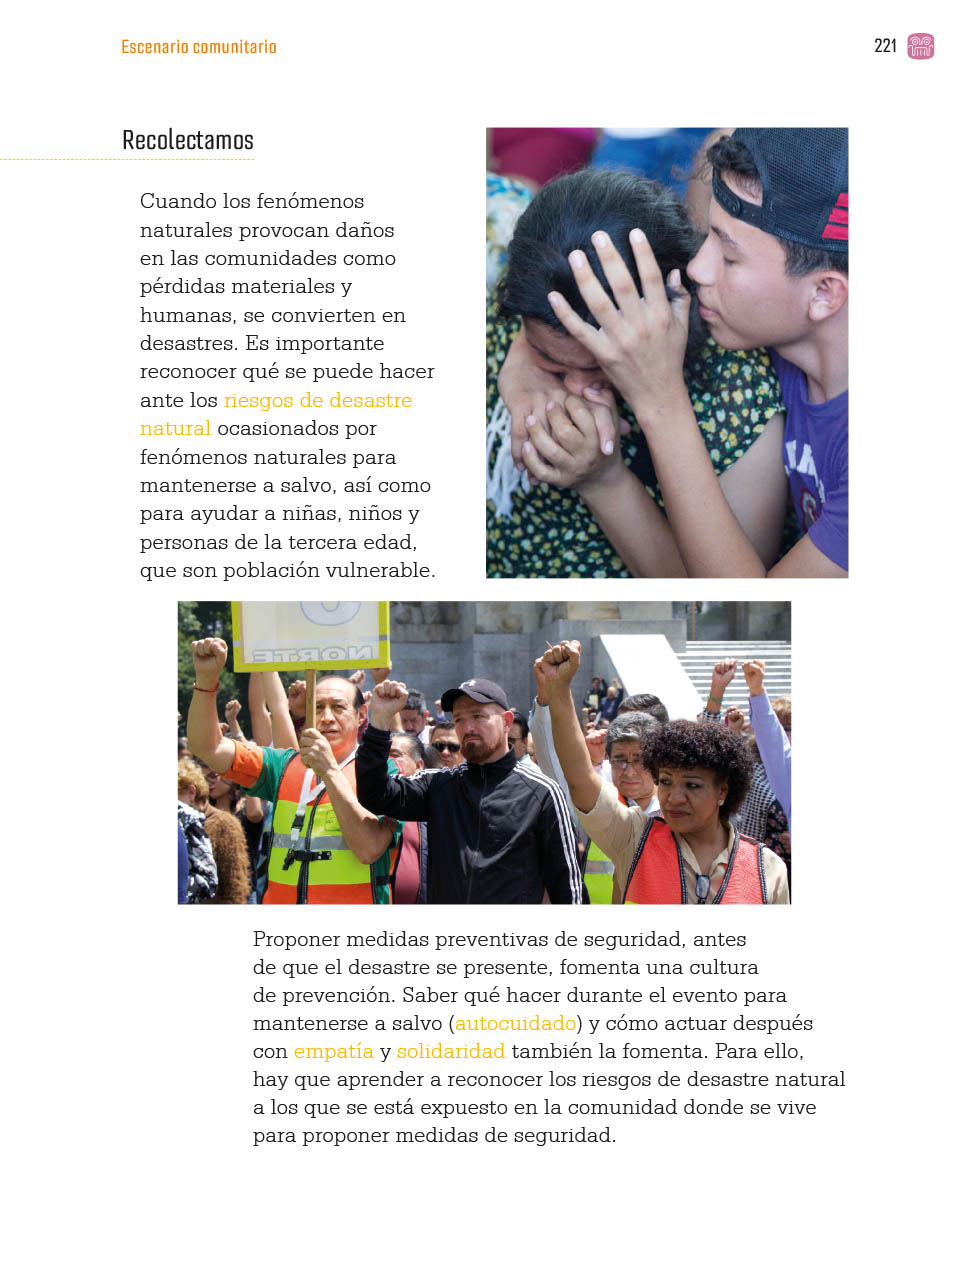 Escenario comunitario
221
Recolectamos
Cuando los fenómenos
naturales provocan daños
en las comunidades como
pérdidas materiales y
humanas, se convierten en
desastres. Es importante
reconocer qué se puede hacer
ante los riesgos de desastre
natural ocasionados por
fenómenos naturales para
mantenerse a salvo, así como
para ayudar a niñas, niños y
personas de la tercera edad,
que son población vulnerable.
NORTE
Proponer medidas preventivas de seguridad, antes
de que el desastre se presente, fomenta una cultura
de prevención. Saber qué hacer durante el evento para
mantenerse a salvo (autocuidado) y cómo actuar después
con empatía y solidaridad también la fomenta. Para ello,
hay que aprender a reconocer los riesgos de desastre natural
a los que se está expuesto en la comunidad donde se vive
para proponer medidas de seguridad.